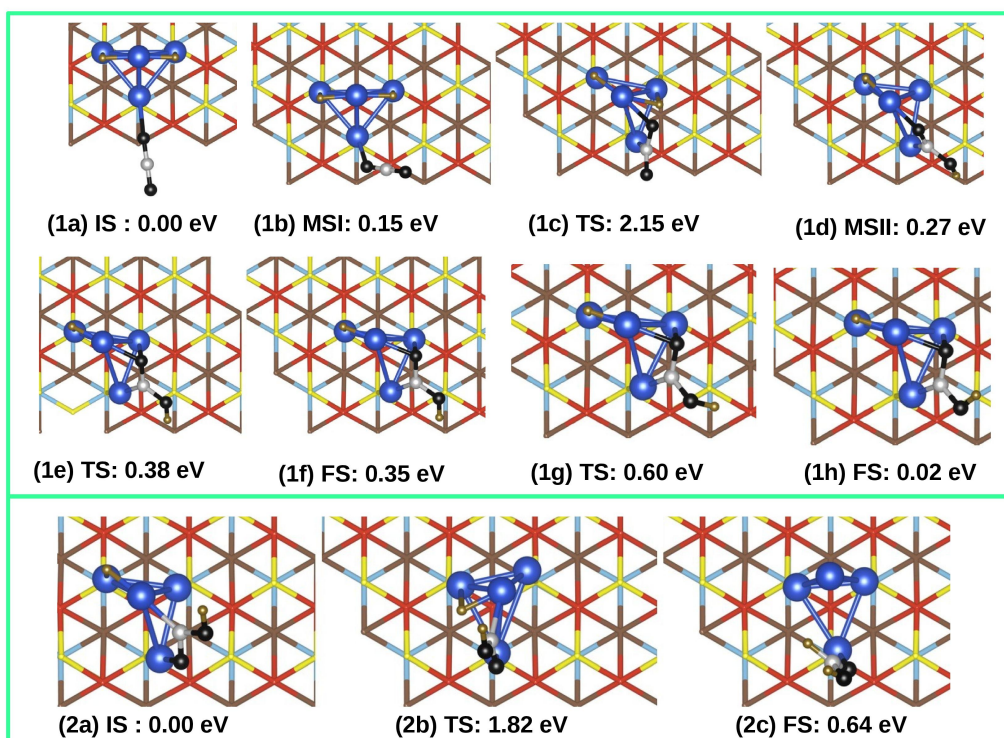 (1a) IS : 0.00 eV
(1b) MSI: 0.15 eV
(1c) TS: 2.15 eV
(1d) MSII: 0.27 eV
(1e) TS: 0.38 eV
(1f) FS: 0.35 eV
(1g) TS: 0.60 eV
(1h) FS: 0.02 eV
(2a) IS : 0.00 eV
(2b) TS: 1.82 eV
(2c) FS: 0.64 eV